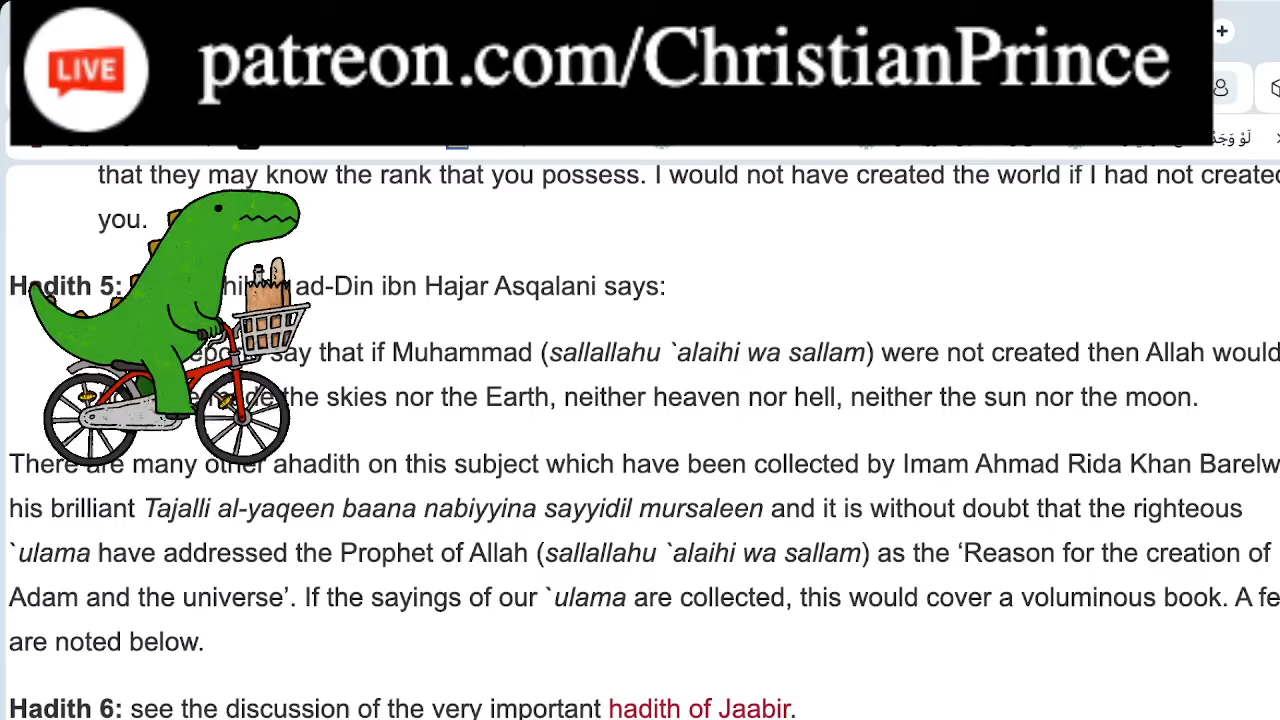 LIVE
patreon.com/ChristianPrince
لَوْ
that they may know the rank that you possess. I would not have created the world if I had not created
you.
Hadith 5: ad-Din ibn Hajar Asqalani says:
say that if Muhammad (sallallahu `alaihi wa sallam) were not created then Allah would
the skies nor the Earth, neither heaven nor hell, neither the sun nor the moon.
There are many other ahadith on this subject which have been collected by Imam Ahmad Rida Khan Barelw
his brilliant Tajalli al-yaqeen baana nabiyyina sayyidil mursaleen and it is without doubt that the righteous
`ulama have addressed the Prophet of Allah (sallallahu `alaihi wa sallam) as the ‘Reason for the creation of
Adam and the universe’. If the sayings of our `ulama are collected, this would cover a voluminous book. A fe
are noted below.
Hadith 6: see the discussion of the very important hadith of Jaabir.